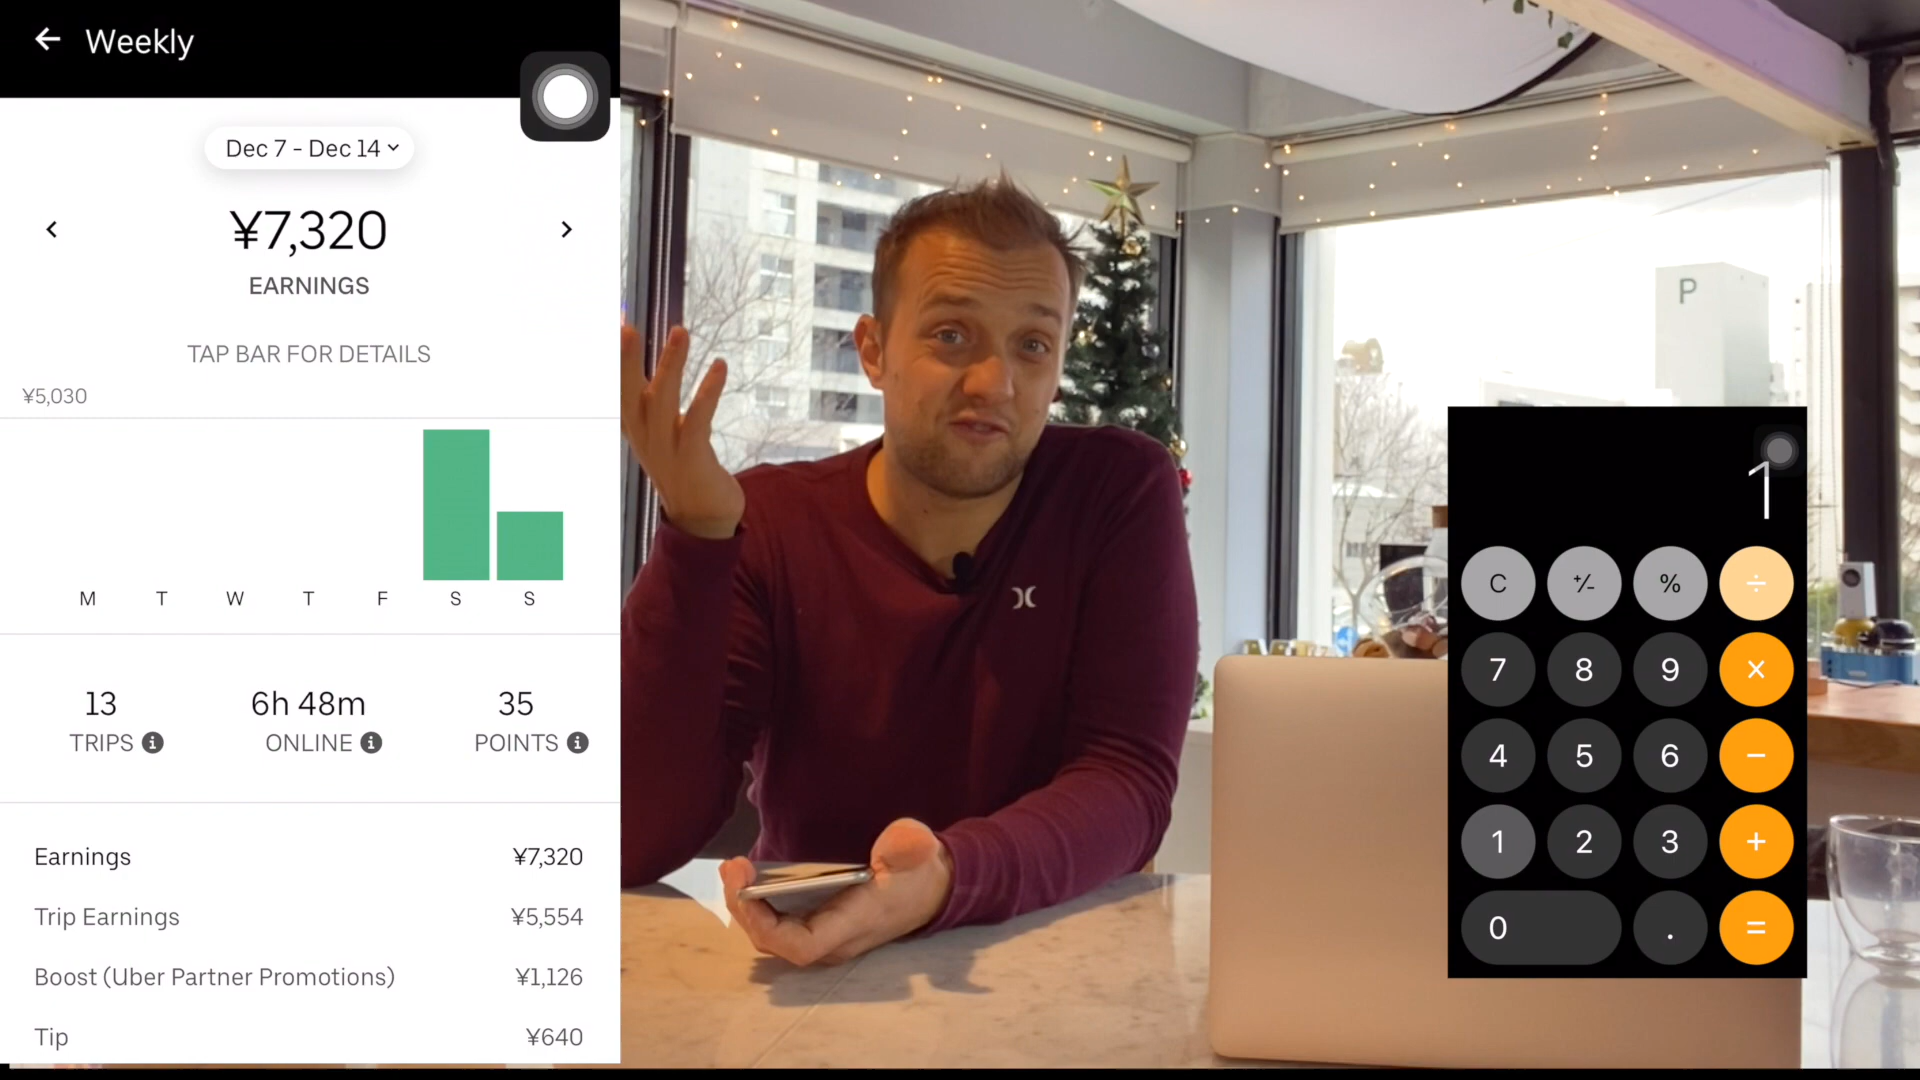 Weekly
Dec 7 - Dec 14
¥7,320
EARNINGS
TAP BAR FOR DETAILS
¥5,030
M T W T F S S
13 6h 48m 35
TRIPS ONLINE POINTS
Earnings ¥7,320
Trip Earnings ¥5,554
Boost (Uber Partner Promotions) ¥1,126
Tip ¥640
P
1
C +/- % ÷
7 8 9 ×
4 5 6 −
1 2 3 +
0 . =